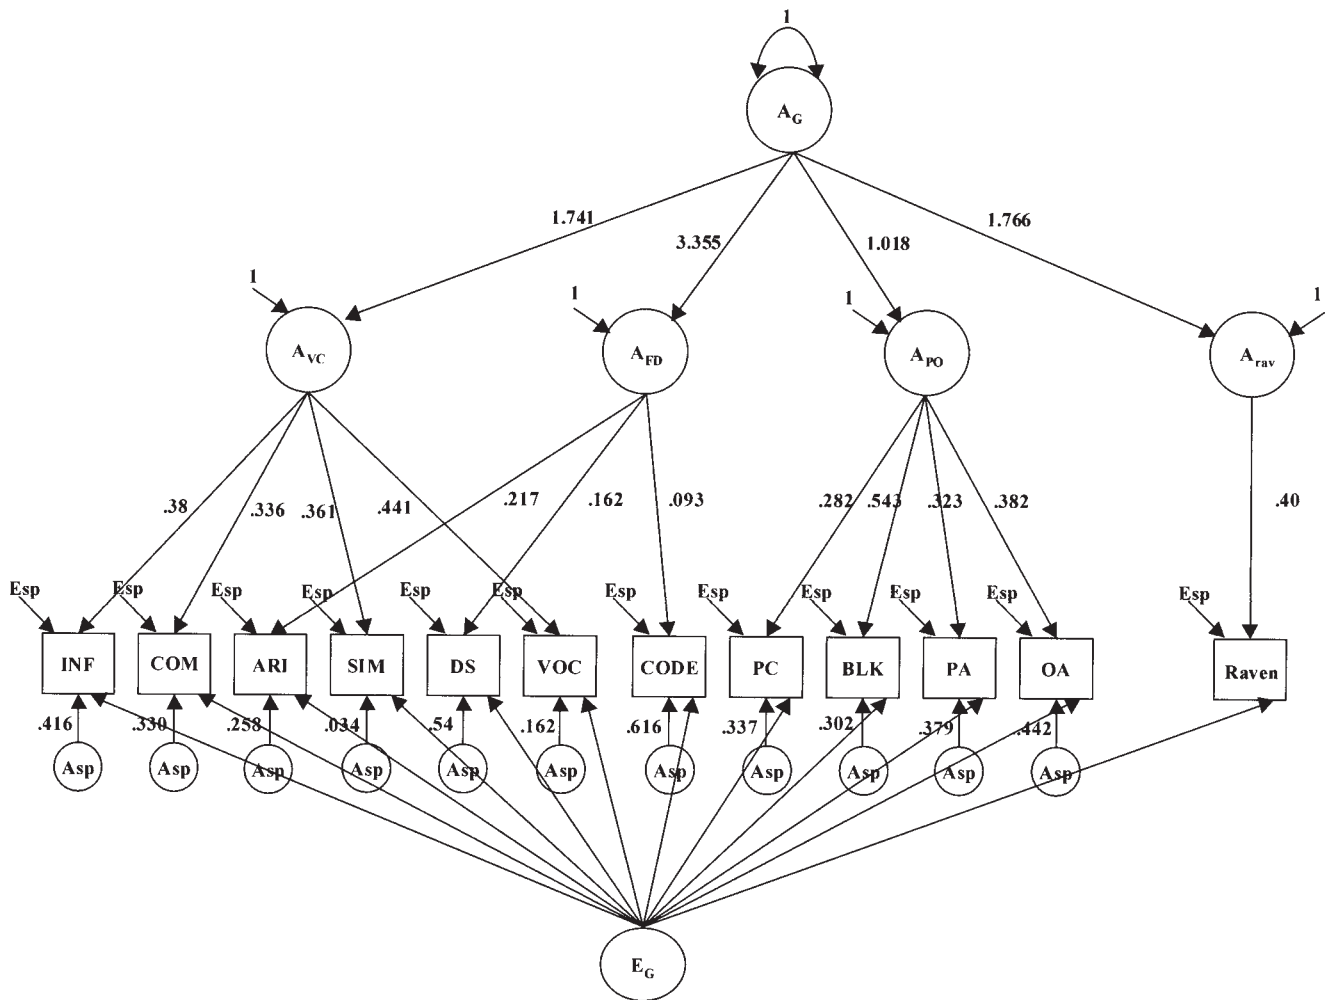 1
A_G
1.741
3.355
1.018
1.766
1
1
1
1
A_VC
A_FD
A_PO
A_rav
.38
.336
.361
.441
.217
.162
.093
.282
.543
.323
.382
.40
Esp
Esp
Esp
Esp
Esp
Esp
Esp
Esp
Esp
Esp
Esp
Esp
INF
COM
ARI
SIM
DS
VOC
CODE
PC
BLK
PA
OA
Raven
.416
.330
.258
.034
.54
.162
.616
.337
.302
.379
.442
Asp
Asp
Asp
Asp
Asp
Asp
Asp
Asp
Asp
Asp
Asp
E_G